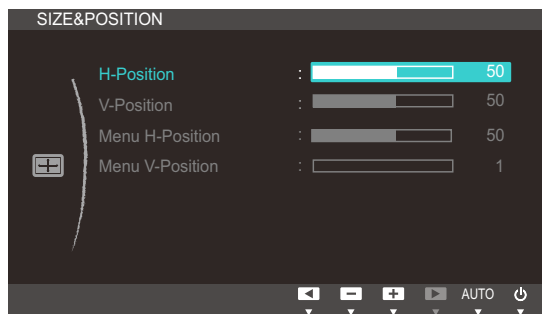 SIZE&POSITION
H-Position : 50
V-Position : 50
Menu H-Position : 50
Menu V-Position : 1
AUTO